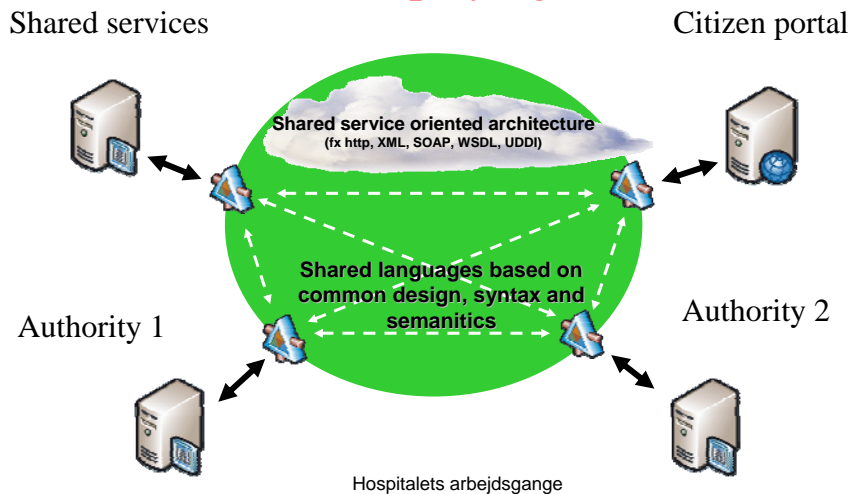 Shared services
Citizen portal
Shared service oriented architecture
(fx http, XML, SOAP, WSDL, UDDI)
Shared languages based on
common design, syntax and
semanitics
Authority 1
Authority 2
Hospitalets arbejdsgange